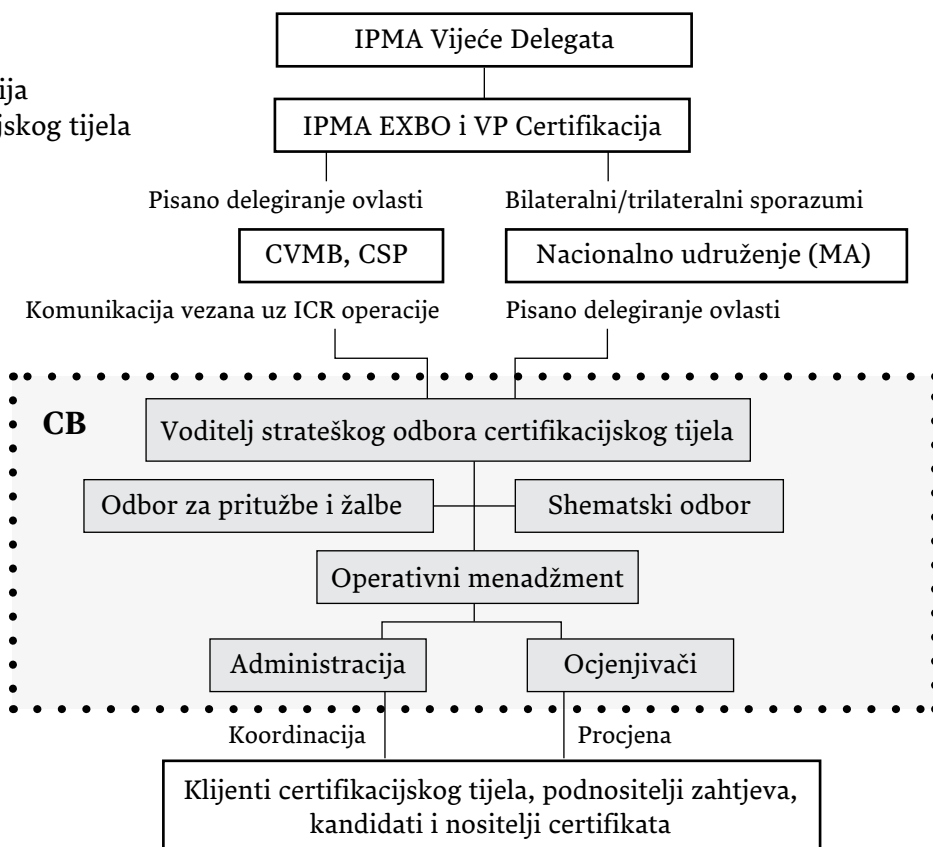 IPMA Vijeće Delegata
IPMA EXBO i VP Certifikacija
Pisano delegiranje ovlasti
Bilateralni/trilateralni sporazumi
CVMB, CSP
Nacionalno udruženje (MA)
Komunikacija vezana uz ICR operacije
Pisano delegiranje ovlasti
CB
Voditelj strateškog odbora certifikacijskog tijela
Odbor za pritužbe i žalbe
Shematski odbor
Operativni menadžment
Administracija
Ocjenjivači
Koordinacija
Procjena
Klijenti certifikacijskog tijela, podnositelji zahtjeva,
kandidati i nositelji certifikata
tijela